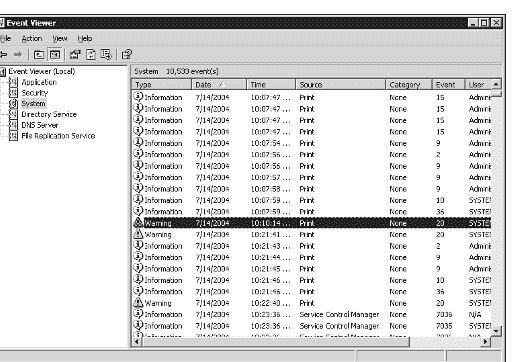 Event Viewer
File Action View Help
Event Viewer (Local)
Application
Security
System
Directory Service
DNS Server
File Replication Service
System 10,533 event(s)
Type Date Time Source Category Event User
Information 7/14/2004 10:07:47 ... Print None 15 Adminis
Information 7/14/2004 10:07:47 ... Print None 15 Adminis
Information 7/14/2004 10:07:47 ... Print None 15 Adminis
Information 7/14/2004 10:07:47 ... Print None 15 Adminis
Information 7/14/2004 10:07:54 ... Print None 9 Adminis
Information 7/14/2004 10:07:56 ... Print None 2 Adminis
Information 7/14/2004 10:07:56 ... Print None 9 Adminis
Information 7/14/2004 10:07:57 ... Print None 9 Adminis
Information 7/14/2004 10:07:58 ... Print None 9 Adminis
Information 7/14/2004 10:07:59 ... Print None 10 SYSTEM
Information 7/14/2004 10:07:59 ... Print None 36 SYSTEM
Warning 7/14/2004 10:10:14 ... Print None 20 SYSTEM
Warning 7/14/2004 10:21:41 ... Print None 20 SYSTEM
Information 7/14/2004 10:21:43 ... Print None 2 Adminis
Information 7/14/2004 10:21:44 ... Print None 9 Adminis
Information 7/14/2004 10:21:45 ... Print None 9 Adminis
Information 7/14/2004 10:21:46 ... Print None 10 SYSTEM
Information 7/14/2004 10:21:46 ... Print None 36 SYSTEM
Warning 7/14/2004 10:22:40 ... Print None 20 SYSTEM
Information 7/14/2004 10:23:36 ... Service Control Manager None 7036 N/A
Information 7/14/2004 10:23:36 ... Service Control Manager None 7035 SYSTEM